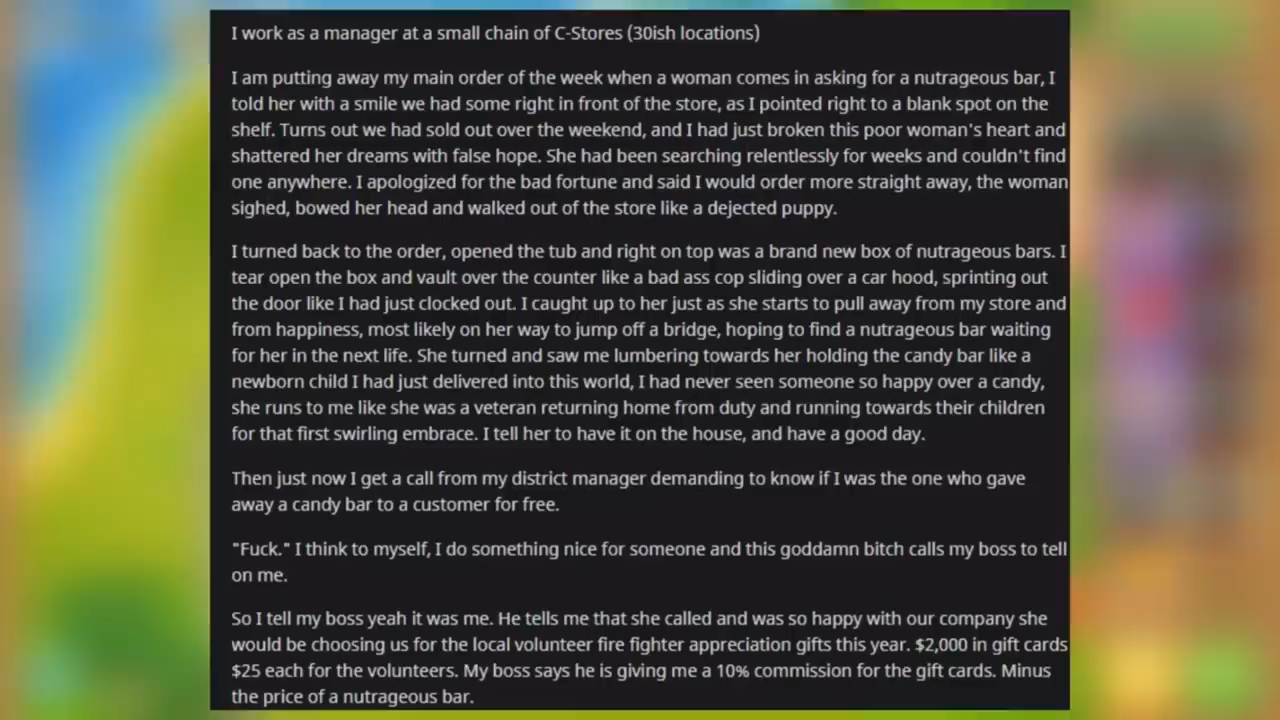 I work as a manager at a small chain of C-Stores (30ish locations)
I am putting away my main order of the week when a woman comes in asking for a nutrageous bar, I
told her with a smile we had some right in front of the store, as I pointed right to a blank spot on the
shelf. Turns out we had sold out over the weekend, and I had just broken this poor woman's heart and
shattered her dreams with false hope. She had been searching relentlessly for weeks and couldn't find
one anywhere. I apologized for the bad fortune and said I would order more straight away, the woman
sighed, bowed her head and walked out of the store like a dejected puppy.
I turned back to the order, opened the tub and right on top was a brand new box of nutrageous bars. I
tear open the box and vault over the counter like a bad ass cop sliding over a car hood, sprinting out
the door like I had just clocked out. I caught up to her just as she starts to pull away from my store and
from happiness, most likely on her way to jump off a bridge, hoping to find a nutrageous bar waiting
for her in the next life. She turned and saw me lumbering towards her holding the candy bar like a
newborn child I had just delivered into this world, I had never seen someone so happy over a candy,
she runs to me like she was a veteran returning home from duty and running towards their children
for that first swirling embrace. I tell her to have it on the house, and have a good day.
Then just now I get a call from my district manager demanding to know if I was the one who gave
away a candy bar to a customer for free.
"Fuck." I think to myself, I do something nice for someone and this goddamn bitch calls my boss to tell
on me.
So I tell my boss yeah it was me. He tells me that she called and was so happy with our company she
would be choosing us for the local volunteer fire fighter appreciation gifts this year. $2,000 in gift cards
$25 each for the volunteers. My boss says he is giving me a 10% commission for the gift cards. Minus
the price of a nutrageous bar.